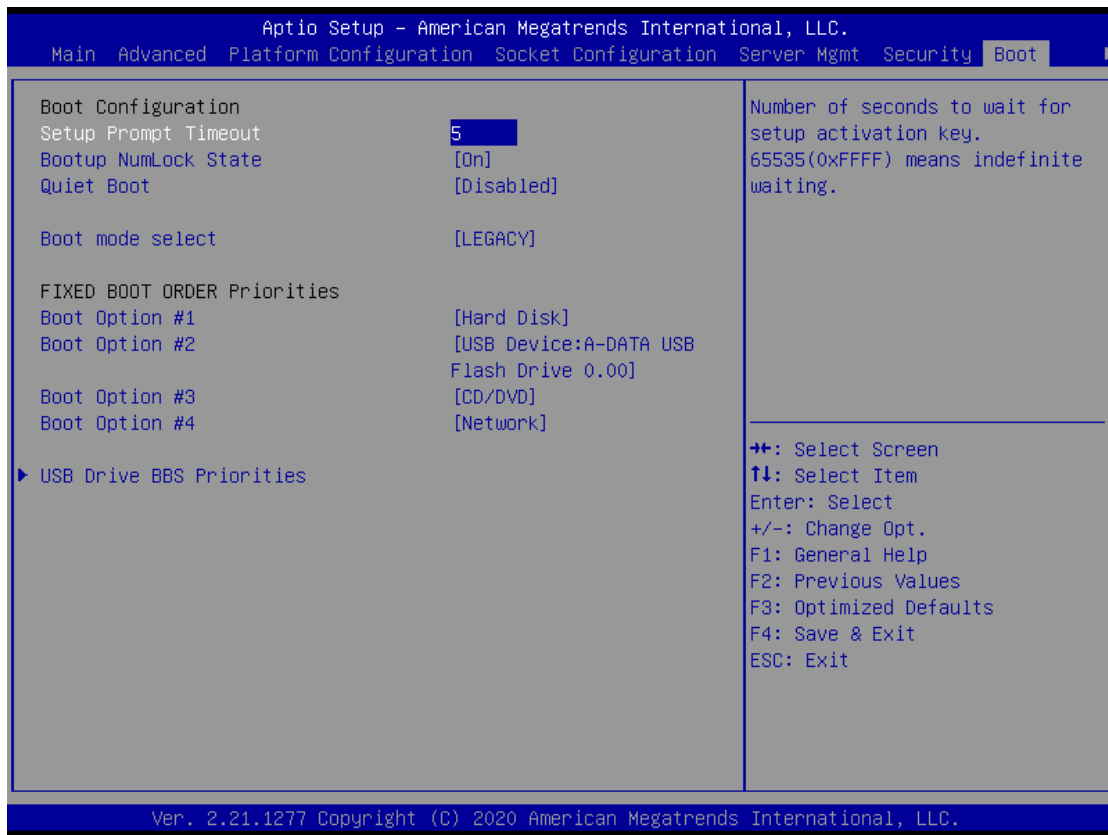 Aptio Setup – American Megatrends International, LLC.
Main Advanced Platform Configuration Socket Configuration Server Mgmt Security Boot
Boot Configuration
Setup Prompt Timeout 5
Bootup NumLock State [On]
Quiet Boot [Disabled]
Boot mode select [LEGACY]
FIXED BOOT ORDER Priorities
Boot Option #1 [Hard Disk]
Boot Option #2 [USB Device:A-DATA USB
Flash Drive 0.00]
Boot Option #3 [CD/DVD]
Boot Option #4 [Network]
USB Drive BBS Priorities
Number of seconds to wait for
setup activation key.
65535(0xFFFF) means indefinite
waiting.
→←: Select Screen
↑↓: Select Item
Enter: Select
+/-: Change Opt.
F1: General Help
F2: Previous Values
F3: Optimized Defaults
F4: Save & Exit
ESC: Exit
Ver. 2.21.1277 Copyright (C) 2020 American Megatrends International, LLC.